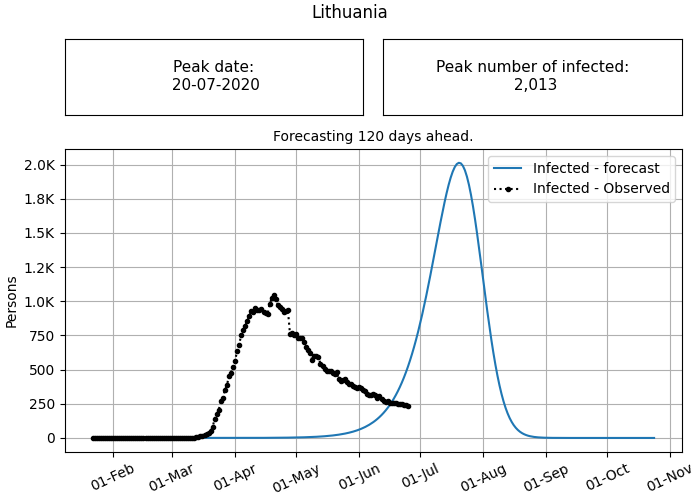 Lithuania
Peak date:
20-07-2020
Peak number of infected:
2,013
Forecasting 120 days ahead.
Infected - forecast
Infected - Observed
Persons
2.0K
1.8K
1.5K
1.2K
1.0K
750
500
250
0
01-Feb
01-Mar
01-Apr
01-May
01-Jun
01-Jul
01-Aug
01-Sep
01-Oct
01-Nov